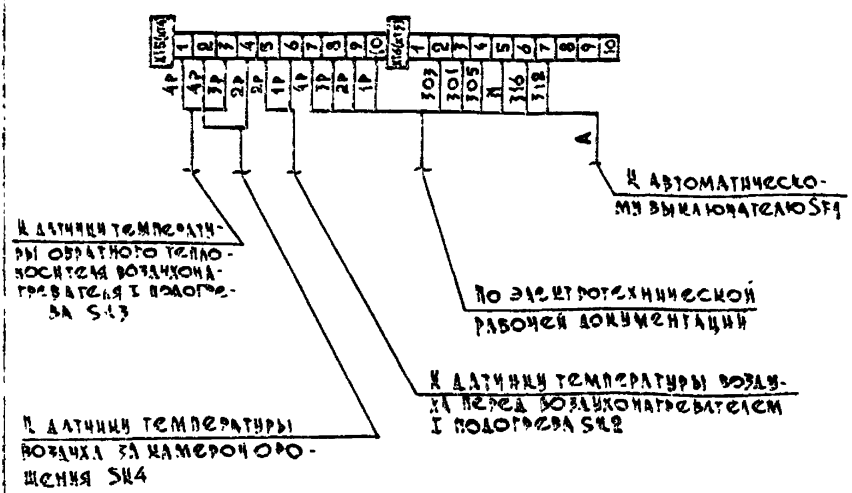 1 2 3 4 5 6 7 8 9 10
1 2 3 4 5 6 7 8 9 10
4Р 4Р 3Р 2Р 2Р 1Р 4Р 3Р 2Р 1Р
303 301 305 N 316 312
А
К АВТОМАТИЧЕСКО-
МУ ВЫКЛЮЧАТЕЛЮ SF1
К ДАТЧИКУ ТЕМПЕРАТУ-
РЫ ОБРАТНОГО ТЕПЛО-
НОСИТЕЛЯ ВОЗДУХОНА-
ГРЕВАТЕЛЯ I ПОДОГРЕ-
ВА SK3
ПО ЭЛЕКТРОТЕХНИЧЕСКОЙ
РАБОЧЕЙ ДОКУМЕНТАЦИИ
К ДАТЧИКУ ТЕМПЕРАТУРЫ ВОЗДУ-
ХА ПЕРЕД ВОЗДУХОНАГРЕВАТЕЛЕМ
I ПОДОГРЕВА SK2
К ДАТЧИКУ ТЕМПЕРАТУРЫ
ВОЗДУХА ЗА КАМЕРОЙ ОРО-
ШЕНИЯ SK4